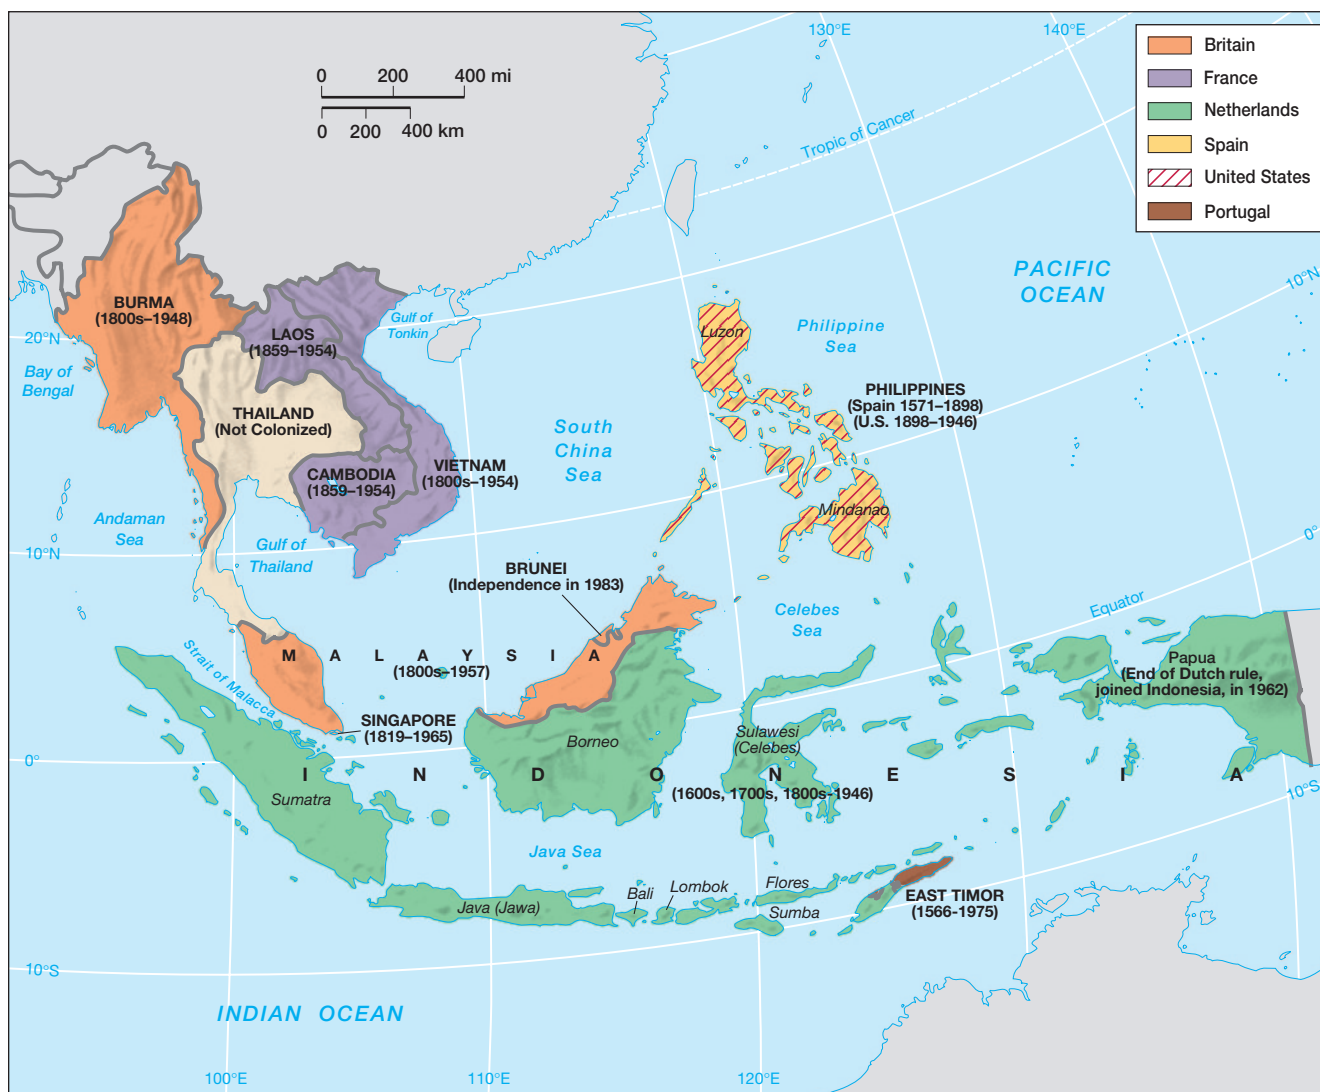 130°E
140°E
Britain
France
Netherlands
Spain
United States
Portugal
0 200 400 mi
0 200 400 km
Tropic of Cancer
PACIFIC
OCEAN
10°N
BURMA
(1800s–1948)
LAOS
(1859–1954)
Gulf of
Tonkin
Luzon
Philippine
Sea
20°N
Bay of
Bengal
THAILAND
(Not Colonized)
PHILIPPINES
(Spain 1571–1898)
(U.S. 1898–1946)
South
China
Sea
CAMBODIA
(1859–1954)
VIETNAM
(1800s–1954)
Mindanao
Andaman
Sea
Gulf of
Thailand
10°N
0°
BRUNEI
(Independence in 1983)
Celebes
Sea
Equator
MALAYSIA
(1800s–1957)
Strait of Malacca
Papua
(End of Dutch rule,
joined Indonesia, in 1962)
SINGAPORE
(1819–1965)
Borneo
Sulawesi
(Celebes)
0°
INDONESIA
(1600s, 1700s, 1800s-1946)
10°S
Sumatra
Java Sea
Java (Jawa)
Bali
Lombok
Flores
Sumba
EAST TIMOR
(1566-1975)
10°S
INDIAN OCEAN
100°E
110°E
120°E